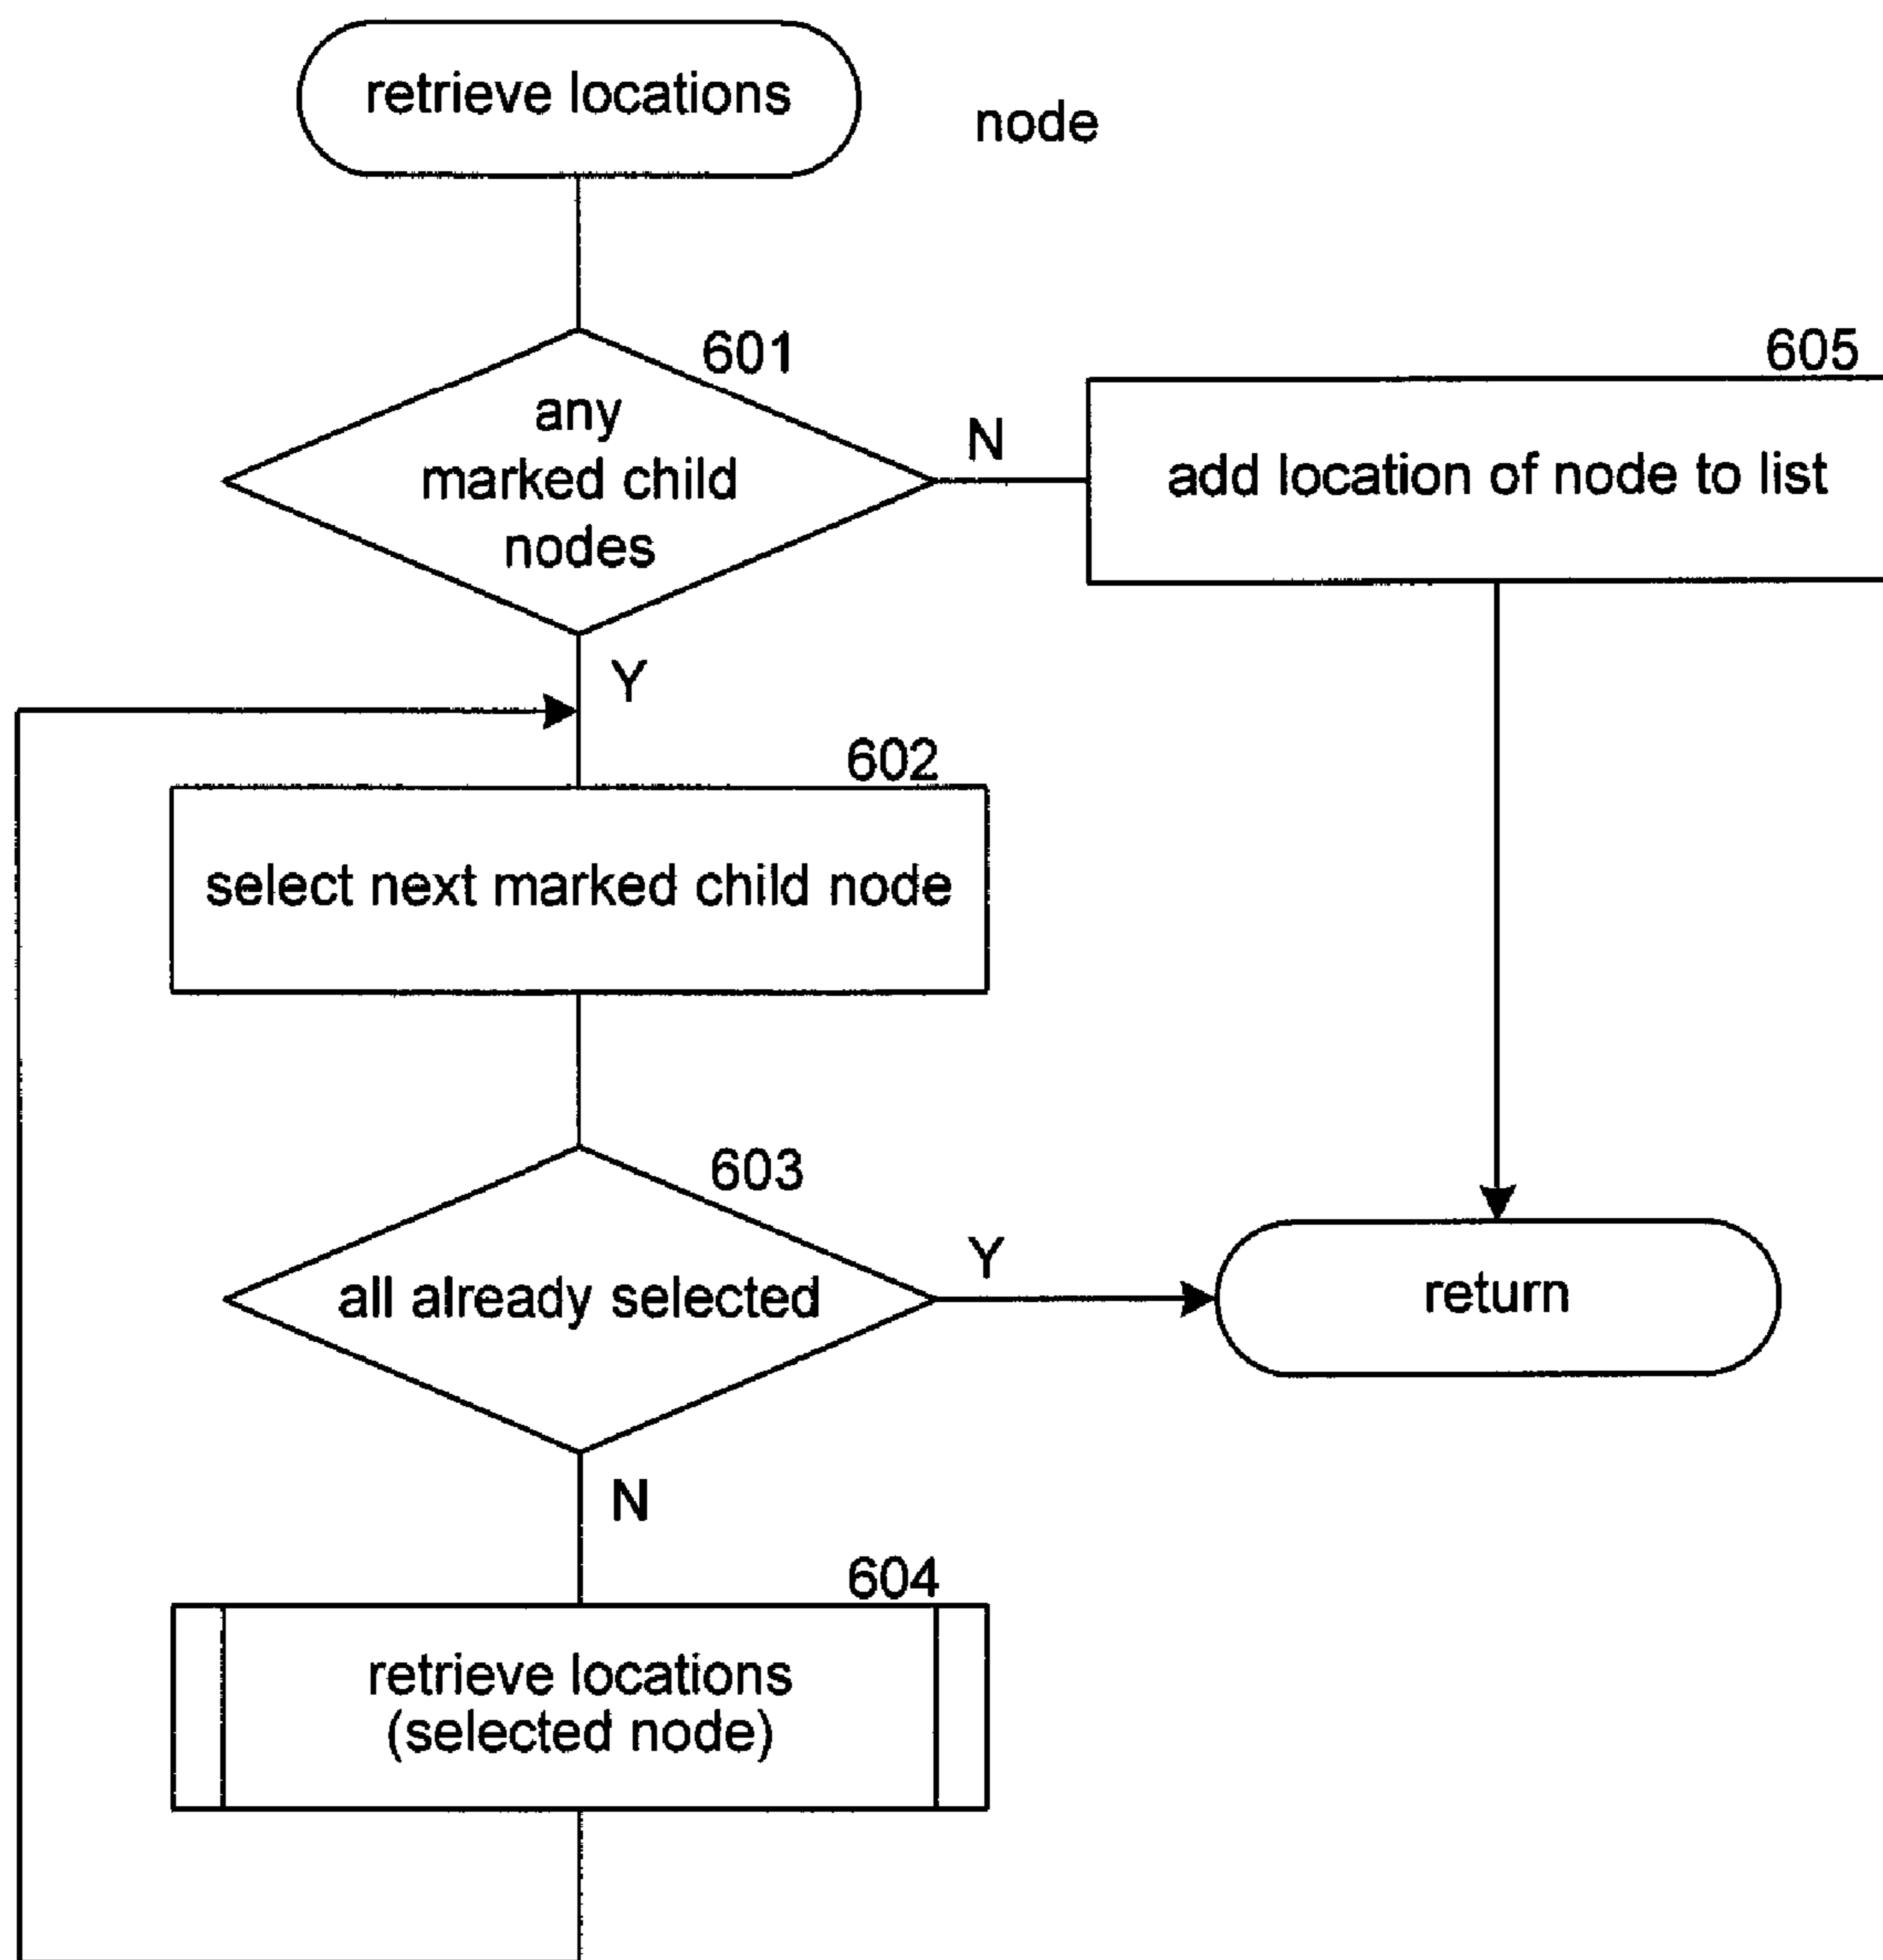 retrieve locations
node
601
any
marked child
nodes
N
605
add location of node to list
Y
602
select next marked child node
603
all already selected
Y
return
N
604
retrieve locations
(selected node)